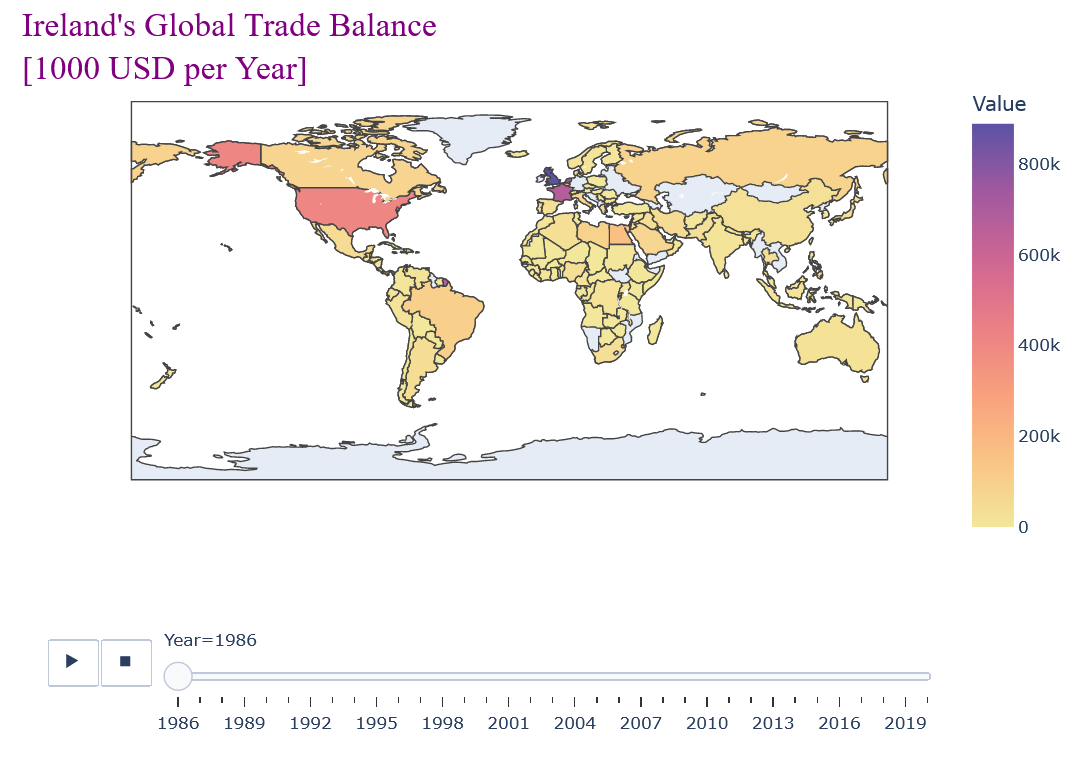 Ireland's Global Trade Balance
[1000 USD per Year]
Value
800k
600k
400k
200k
0
Year=1986
1986 1989 1992 1995 1998 2001 2004 2007 2010 2013 2016 2019